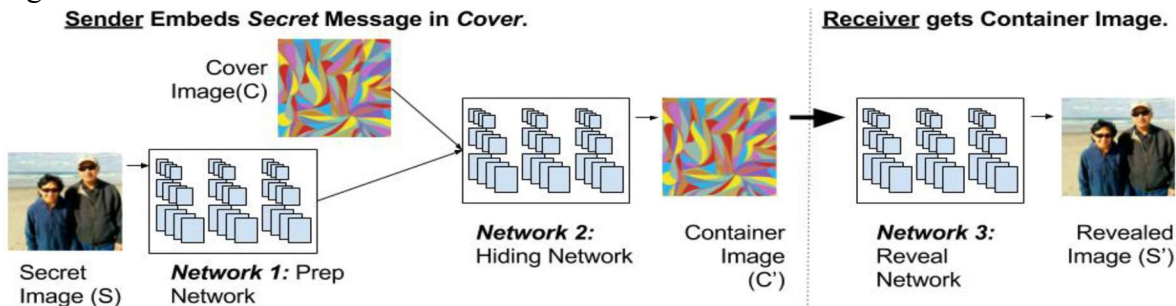 Sender Embeds Secret Message in Cover.
Receiver gets Container Image.
Cover
Image(C)
Secret
Image (S)
Network 1: Prep
Network
Network 2:
Hiding Network
Container
Image
(C')
Network 3:
Reveal
Network
Revealed
Image (S')